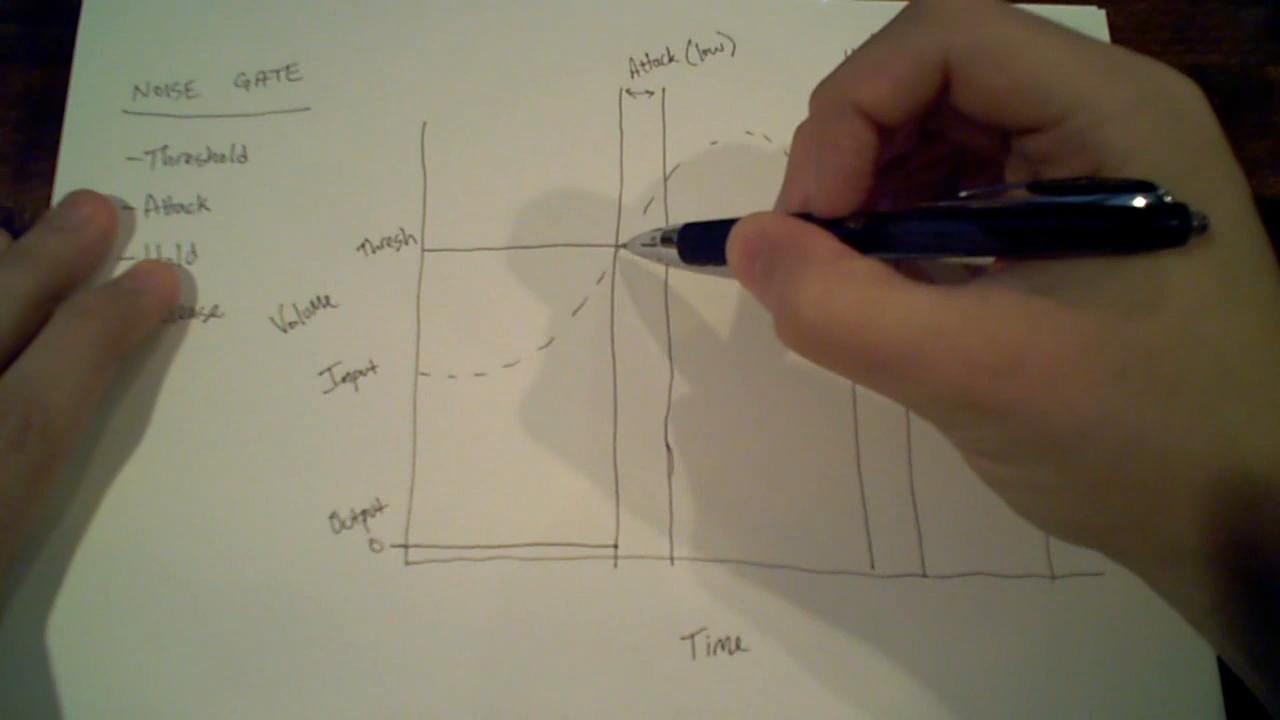 NOISE GATE
- Threshold
- Attack
Attack (low)
Thresh
Volume
Input
Output
0
Time